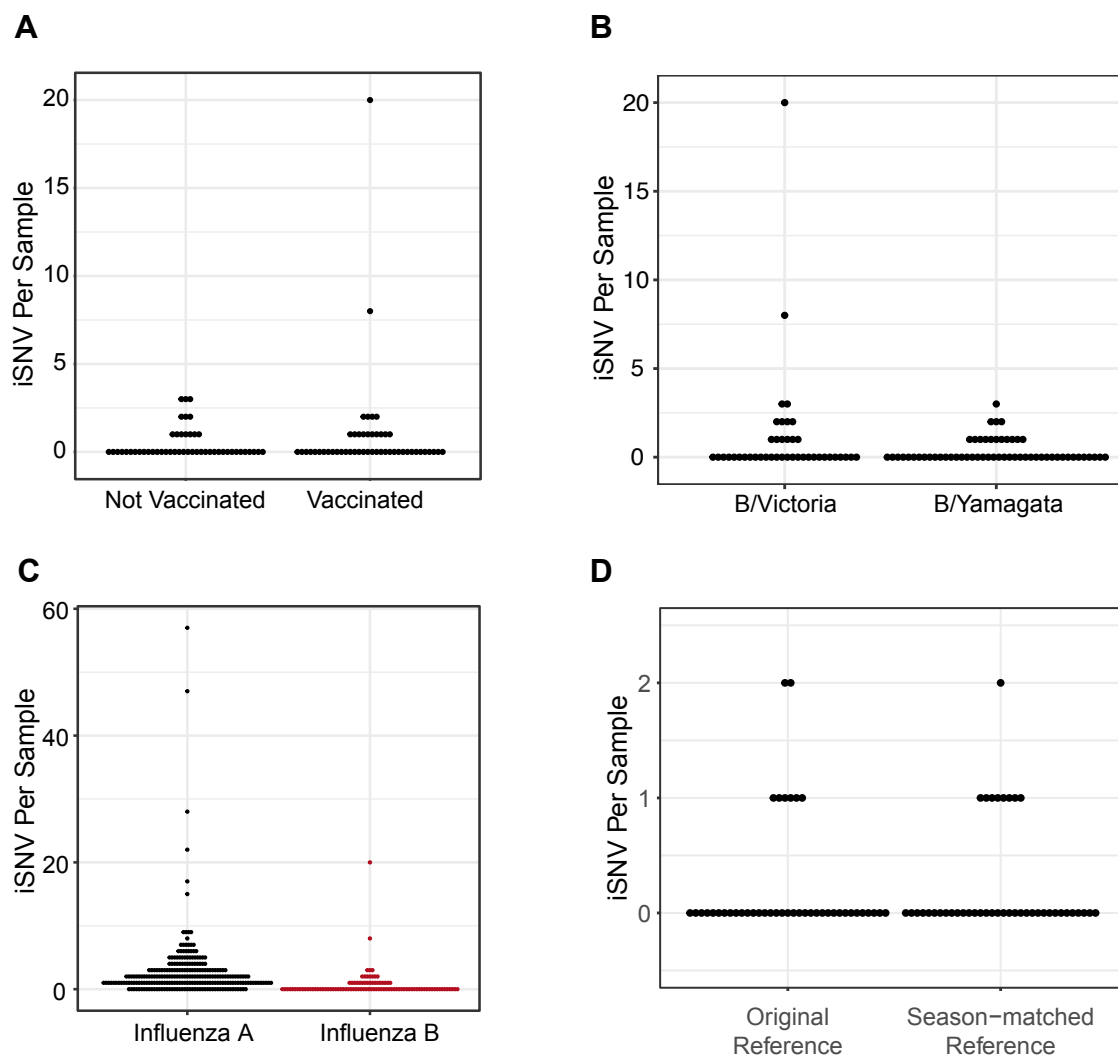 A
iSNV Per Sample
20
15
10
5
0
Not Vaccinated
Vaccinated
B
iSNV Per Sample
20
15
10
5
0
B/Victoria
B/Yamagata
C
iSNV Per Sample
60
40
20
0
Influenza A
Influenza B
D
iSNV Per Sample
2
1
0
Original
Reference
Season−matched
Reference